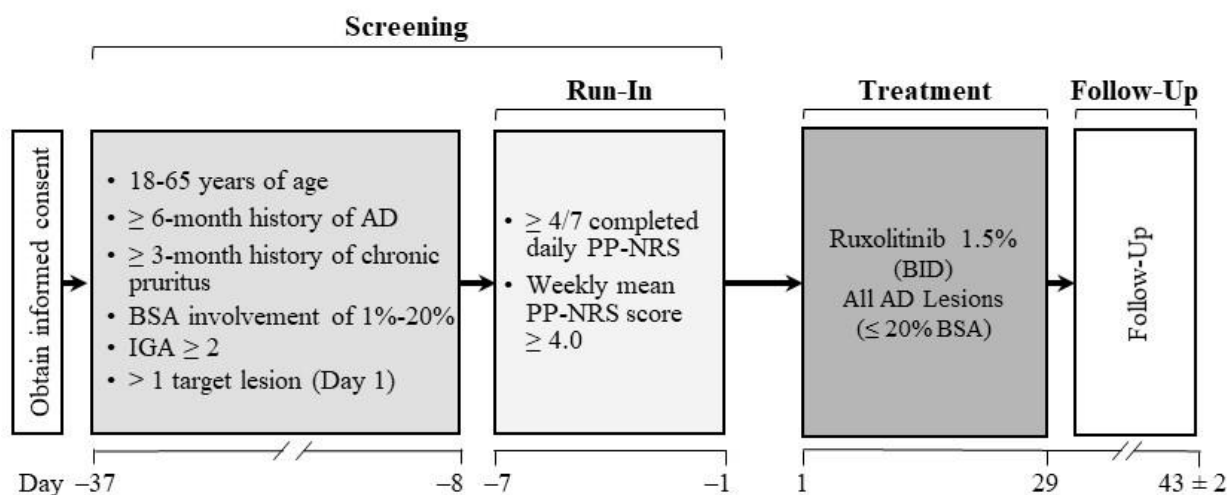 Screening
Run-In
Treatment
Follow-Up
Obtain informed consent
• 18-65 years of age
• ≥ 6-month history of AD
• ≥ 3-month history of chronic
pruritus
• BSA involvement of 1%-20%
• IGA ≥ 2
• > 1 target lesion (Day 1)
• ≥ 4/7 completed
daily PP-NRS
• Weekly mean
PP-NRS score
≥ 4.0
Ruxolitinib 1.5%
(BID)
All AD Lesions
(≤ 20% BSA)
Follow-Up
Day –37 –8 –7 –1 1 29 43 ± 2